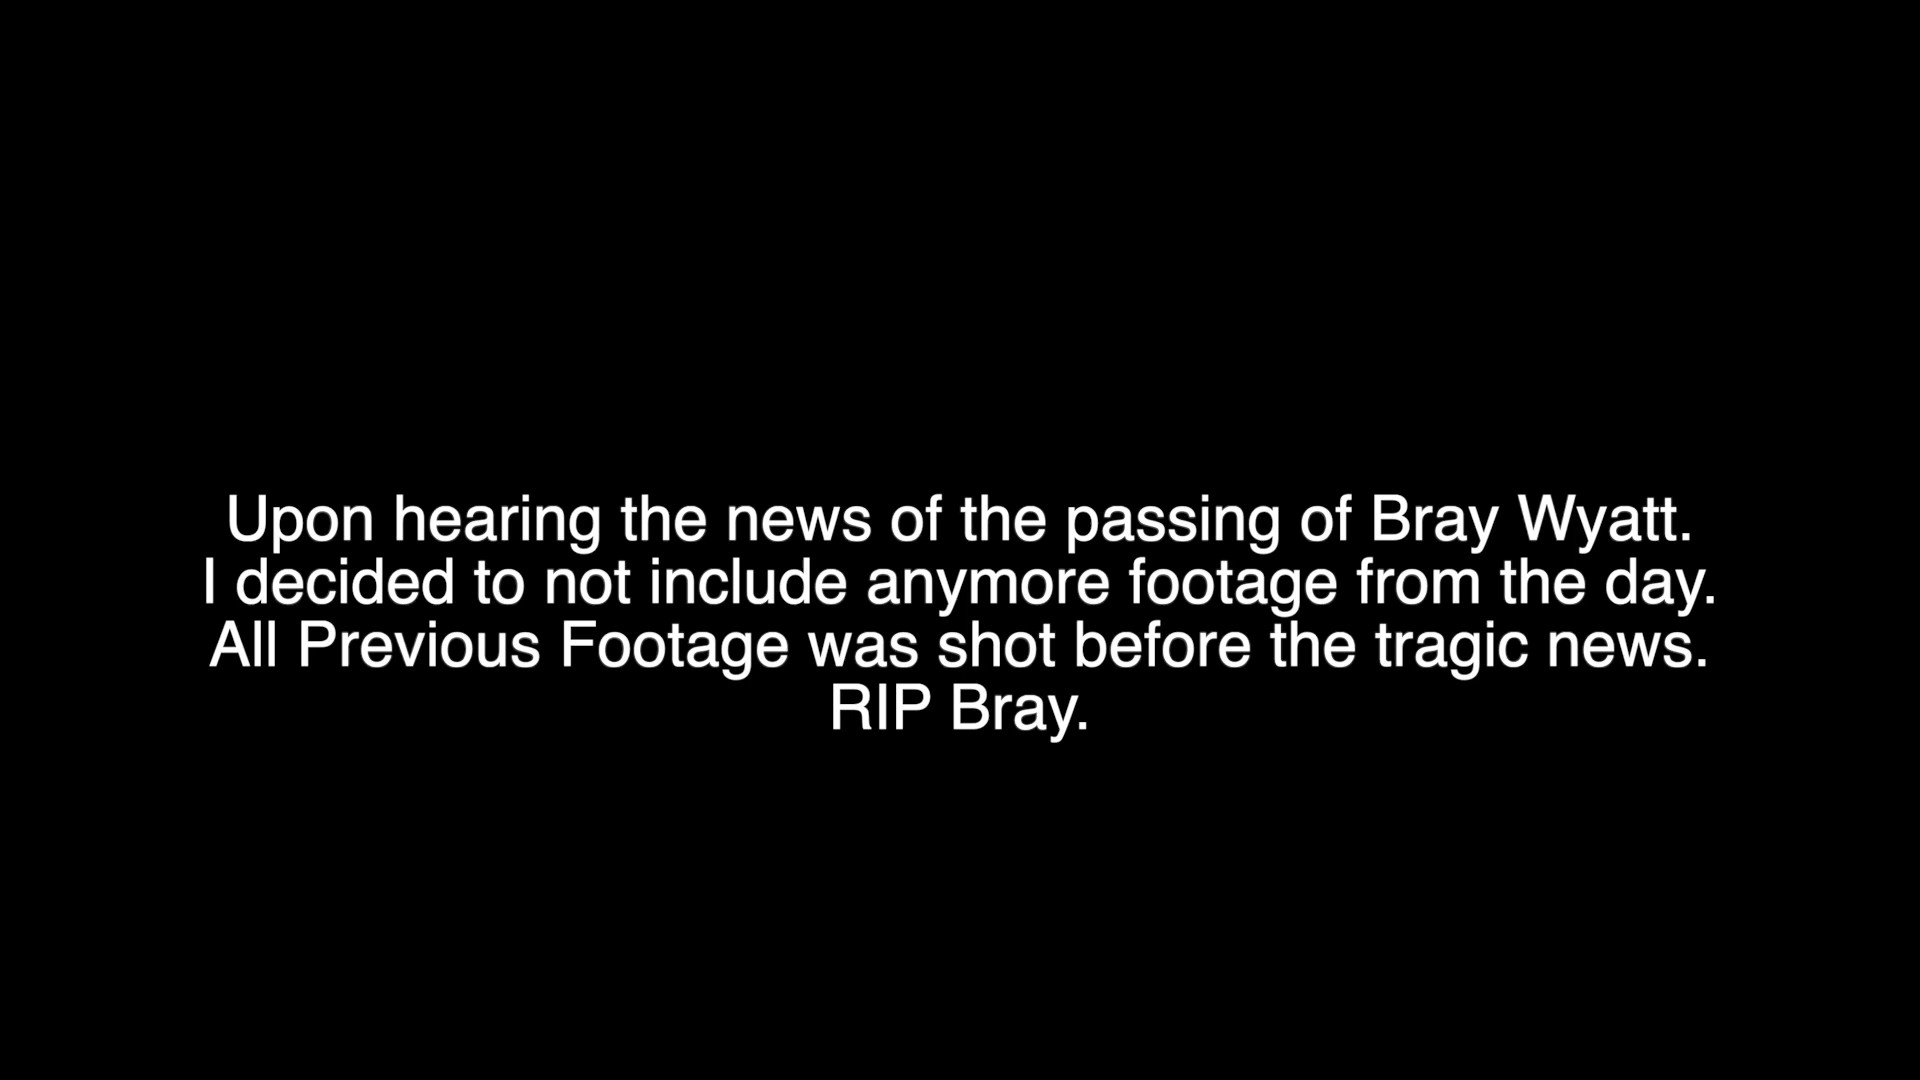 Upon hearing the news of the passing of Bray Wyatt.
I decided to not include anymore footage from the day.
All Previous Footage was shot before the tragic news.
RIP Bray.